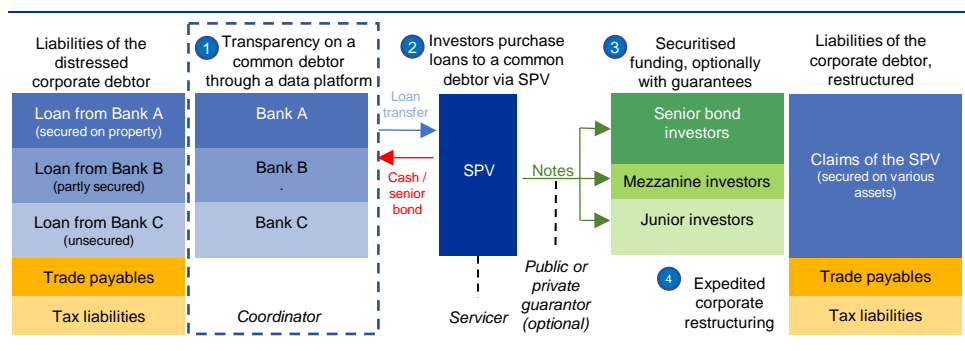 Liabilities of the
distressed
corporate debtor
1
Transparency on a
common debtor
through a data platform
2
Investors purchase
loans to a common
debtor via SPV
3
Securitised
funding, optionally
with guarantees
Liabilities of the
corporate debtor,
restructured
Loan from Bank A
(secured on property)
Loan from Bank B
(partly secured)
Loan from Bank C
(unsecured)
Trade payables
Tax liabilities
Bank A
Bank B
.
Bank C
Coordinator
Loan
transfer
Cash /
senior
bond
SPV
Servicer
Notes
Public or
private
guarantor
(optional)
Senior bond
investors
Mezzanine investors
Junior investors
4
Expedited
corporate
restructuring
Claims of the SPV
(secured on various
assets)
Trade payables
Tax liabilities